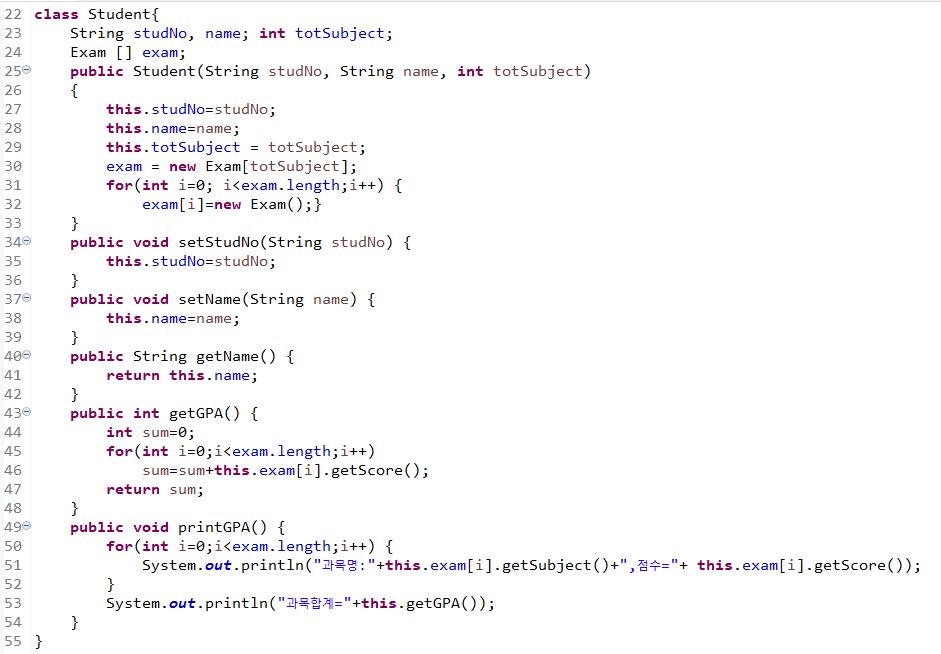 22 class Student{
23     String studNo, name; int totSubject;
24     Exam [] exam;
25     public Student(String studNo, String name, int totSubject)
26     {
27         this.studNo=studNo;
28         this.name=name;
29         this.totSubject = totSubject;
30         exam = new Exam[totSubject];
31         for(int i=0; i<exam.length;i++) {
32             exam[i]=new Exam();}
33     }
34     public void setStudNo(String studNo) {
35         this.studNo=studNo;
36     }
37     public void setName(String name) {
38         this.name=name;
39     }
40     public String getName() {
41         return this.name;
42     }
43     public int getGPA() {
44         int sum=0;
45         for(int i=0;i<exam.length;i++)
46             sum=sum+this.exam[i].getScore();
47         return sum;
48     }
49     public void printGPA() {
50         for(int i=0;i<exam.length;i++) {
51             System.out.println("과목명:"+this.exam[i].getSubject()+",점수="+ this.exam[i].getScore());
52         }
53         System.out.println("과목합계="+this.getGPA());
54     }
55 }